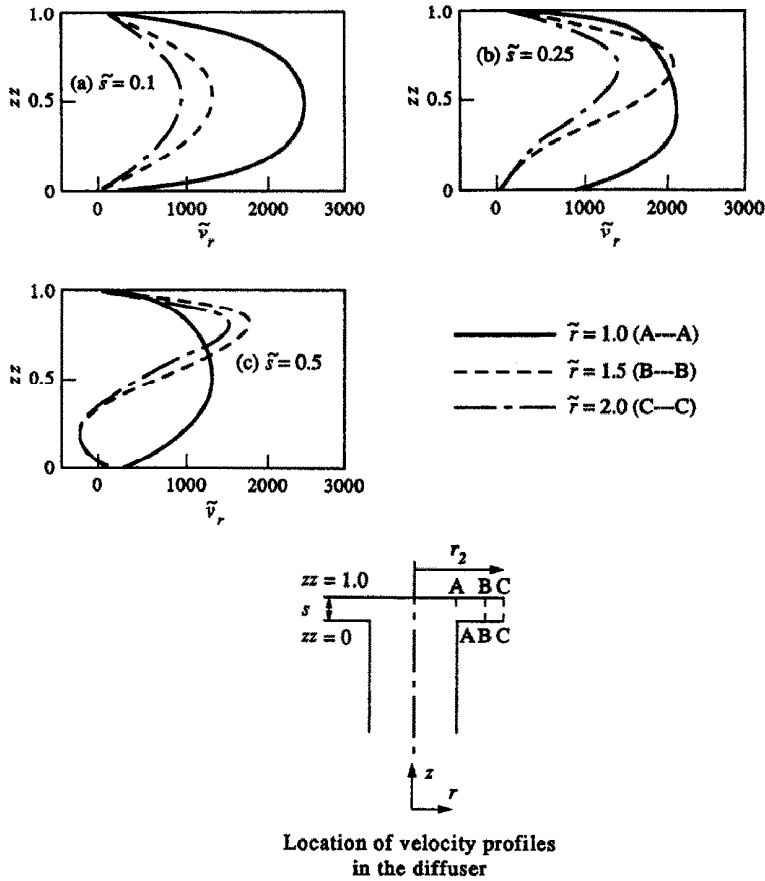 1.0
zz
(a) s̃ = 0.1
0.5
0
0 1000 2000 3000
ṽr
1.0
zz
(b) s̃ = 0.25
0.5
0
0 1000 2000 3000
ṽr
1.0
zz
(c) s̃ = 0.5
0.5
0
0 1000 2000 3000
ṽr
r̃ = 1.0 (A—A)
r̃ = 1.5 (B—B)
r̃ = 2.0 (C—C)
r₂
zz = 1.0
A B C
s
zz = 0
A B C
z
r
Location of velocity profiles
in the diffuser